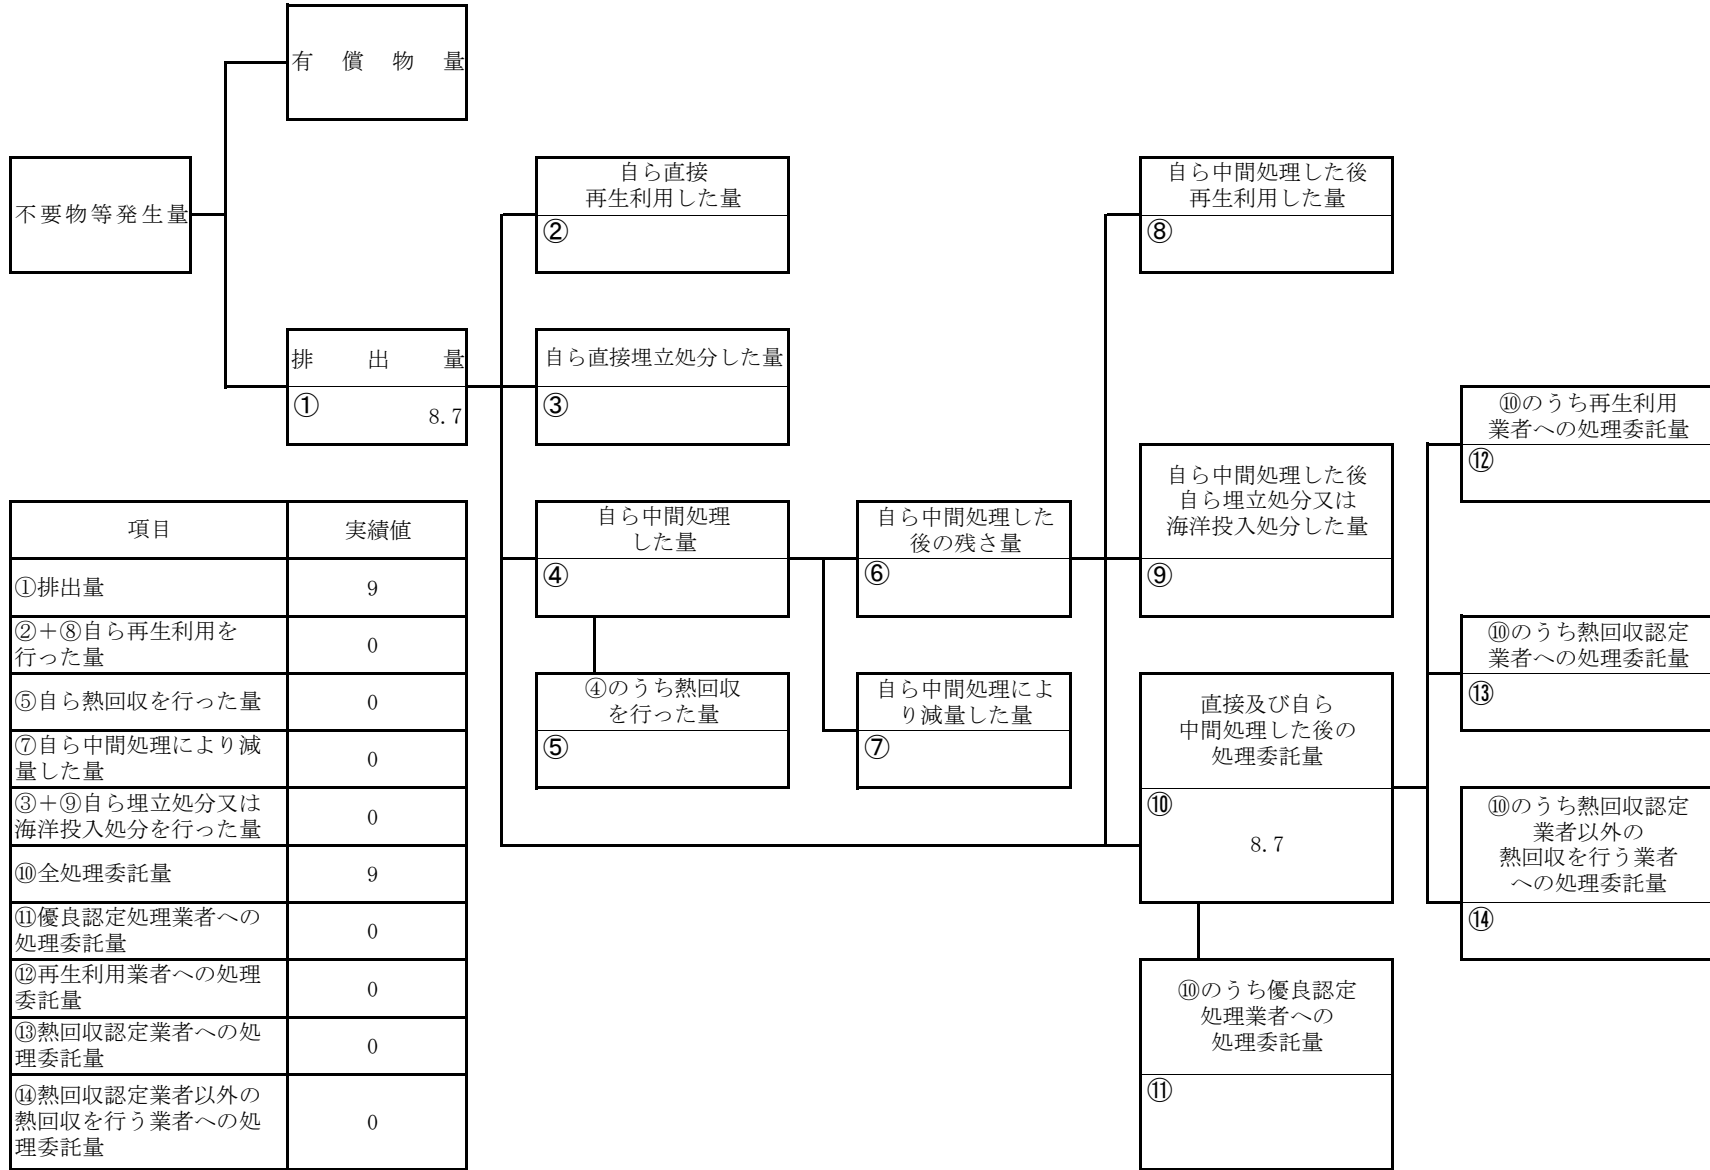 有償物量
不要物等発生量
自ら直接
再生利用した量
②
自ら中間処理した後
再生利用した量
⑧
排出量
①
8.7
自ら直接埋立処分した量
③
⑩のうち再生利用
業者への処理委託量
⑫
自ら中間処理した後
自ら埋立処分又は
海洋投入処分した量
⑨
自ら中間処理
した量
④
自ら中間処理した
後の残さ量
⑥
⑩のうち熱回収認定
業者への処理委託量
⑬
④のうち熱回収
を行った量
⑤
自ら中間処理によ
り減量した量
⑦
直接及び自ら
中間処理した後の
処理委託量
⑩
8.7
⑩のうち熱回収認定
業者以外の
熱回収を行う業者
への処理委託量
⑭
⑩のうち優良認定
処理業者への
処理委託量
⑪
項目 実績値
①排出量 9
②+⑧自ら再生利用を
行った量 0
⑤自ら熱回収を行った量 0
⑦自ら中間処理により減
量した量 0
③+⑨自ら埋立処分又は
海洋投入処分を行った量 0
⑩全処理委託量 9
⑪優良認定処理業者への
処理委託量 0
⑫再生利用業者への処理
委託量 0
⑬熱回収認定業者への処
理委託量 0
⑭熱回収認定業者以外の
熱回収を行う業者への処
理委託量 0